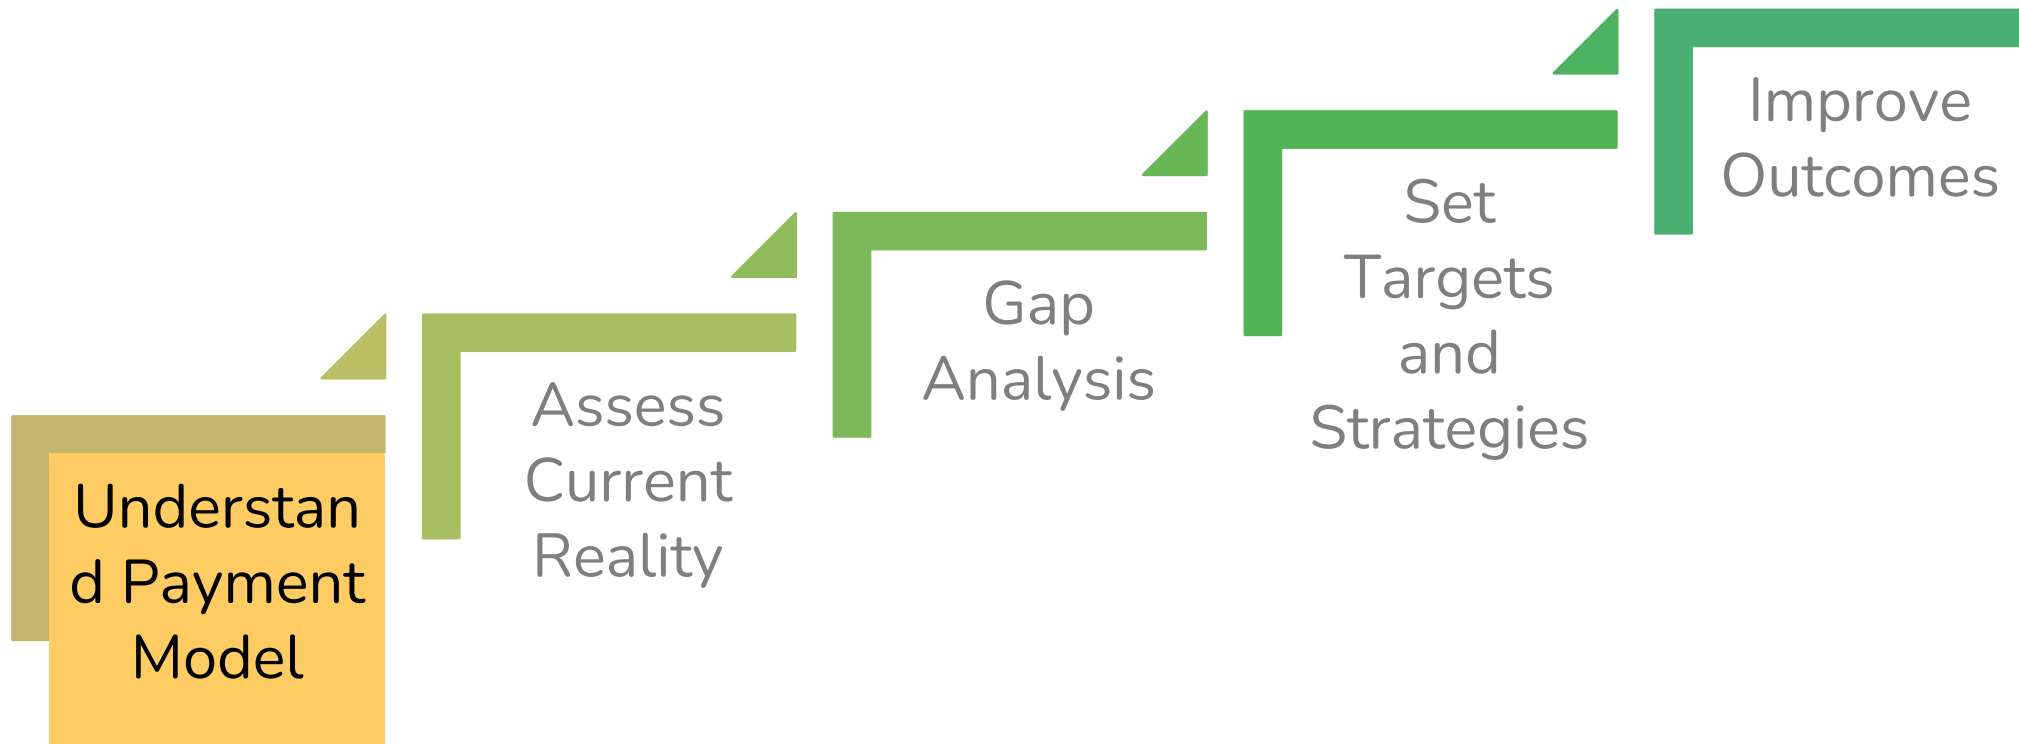 Understan
d Payment
Model
Assess
Current
Reality
Gap
Analysis
Set
Targets
and
Strategies
Improve
Outcomes